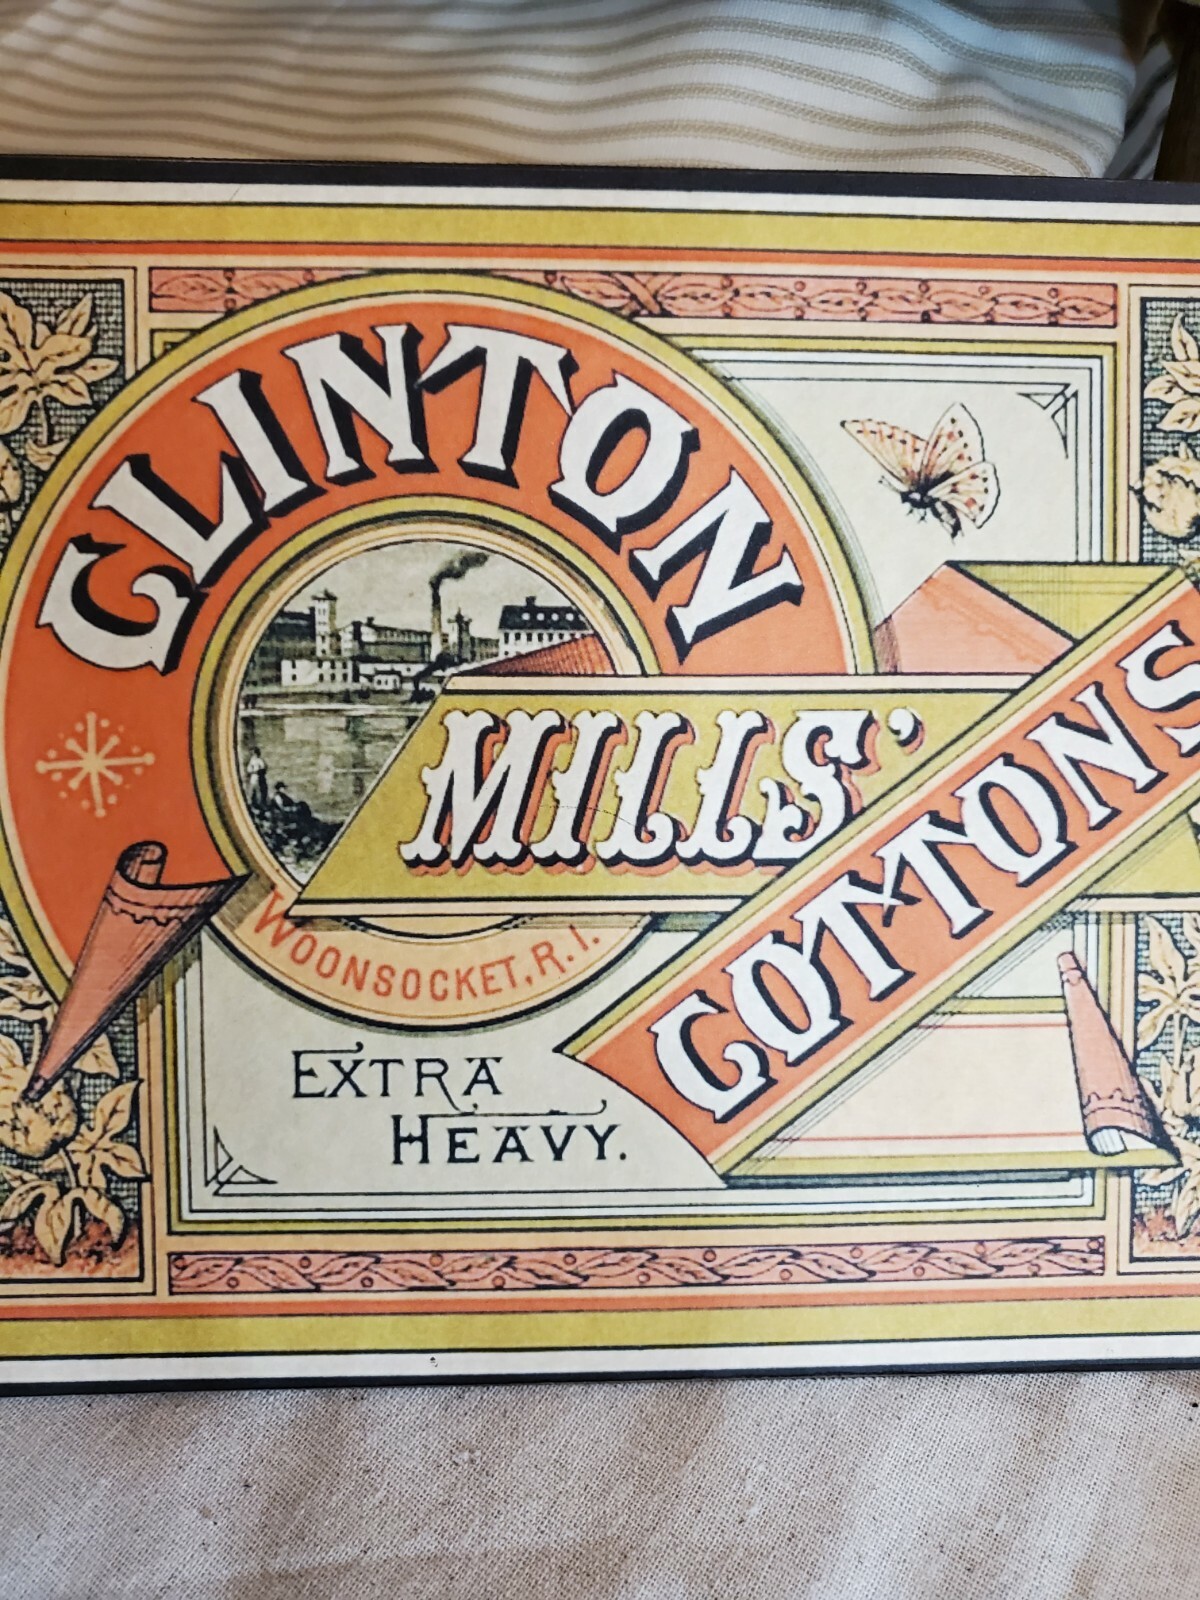 CLINTON
MILLS'
COTTONS
WOONSOCKET, R. I.
EXTRA
HEAVY.